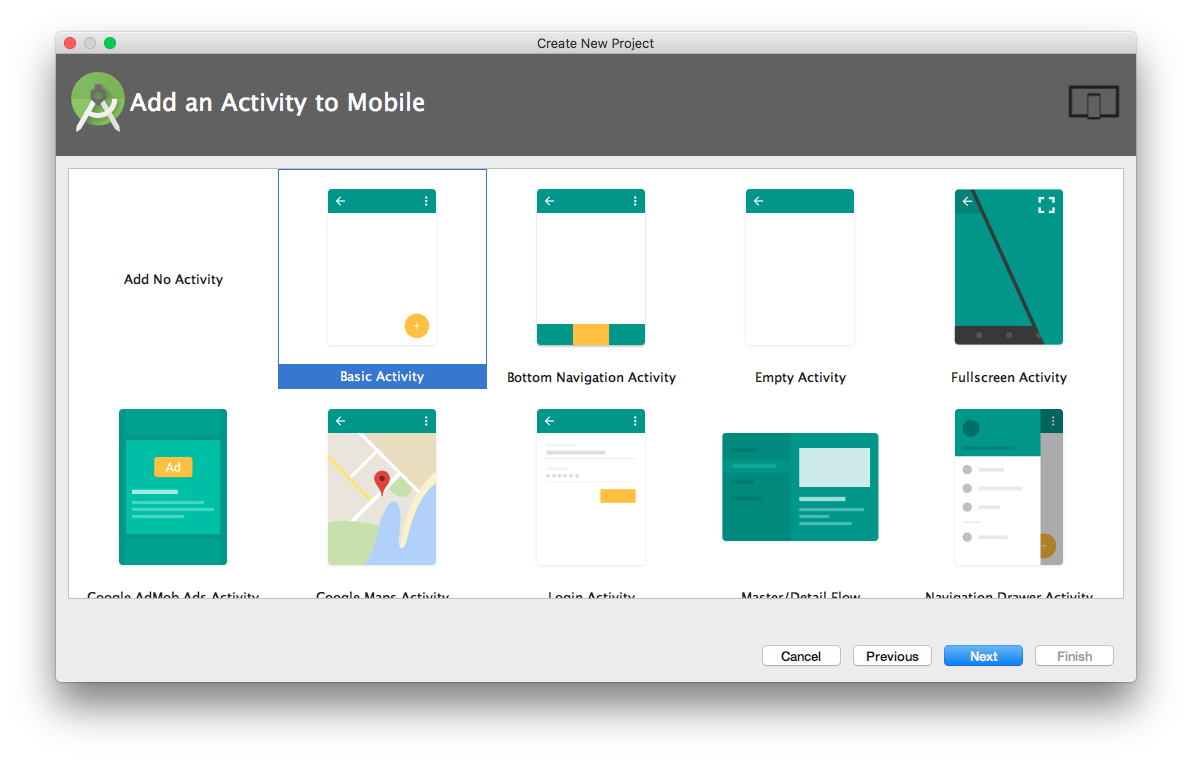 Create New Project
Add an Activity to Mobile
Add No Activity
Basic Activity
Bottom Navigation Activity
Empty Activity
Fullscreen Activity
Ad
Google AdMob Ads Activity
Google Maps Activity
Login Activity
Master/Detail Flow
Navigation Drawer Activity
Cancel
Previous
Next
Finish